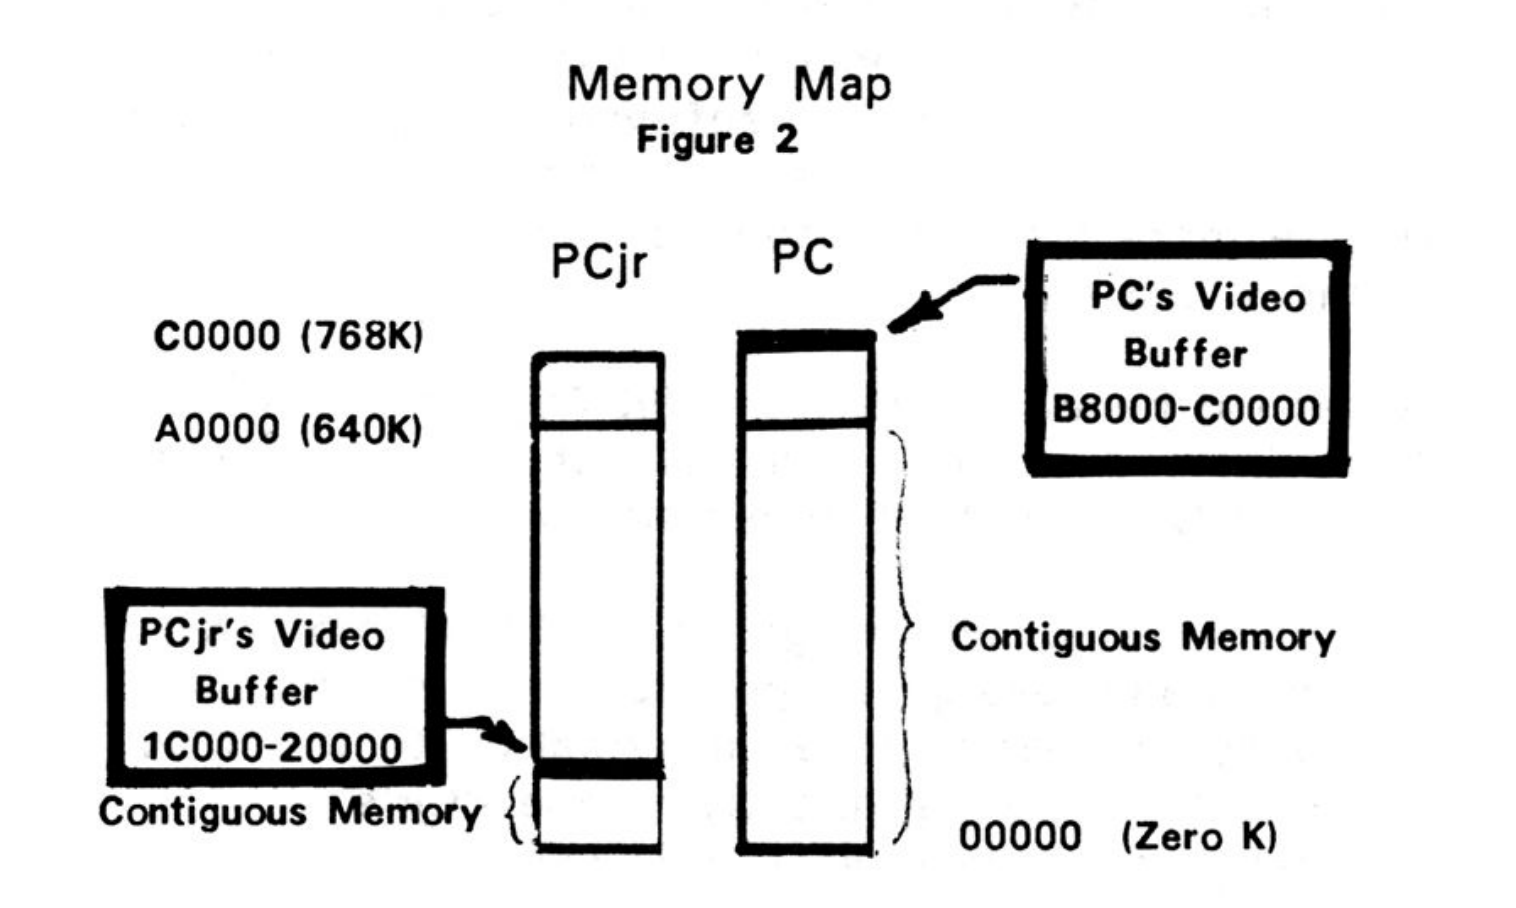 Memory Map
Figure 2
PCjr
PC
C0000 (768K)
A0000 (640K)
PC's Video
Buffer
B8000-C0000
PCjr's Video
Buffer
1C000-20000
Contiguous Memory
Contiguous Memory
00000 (Zero K)